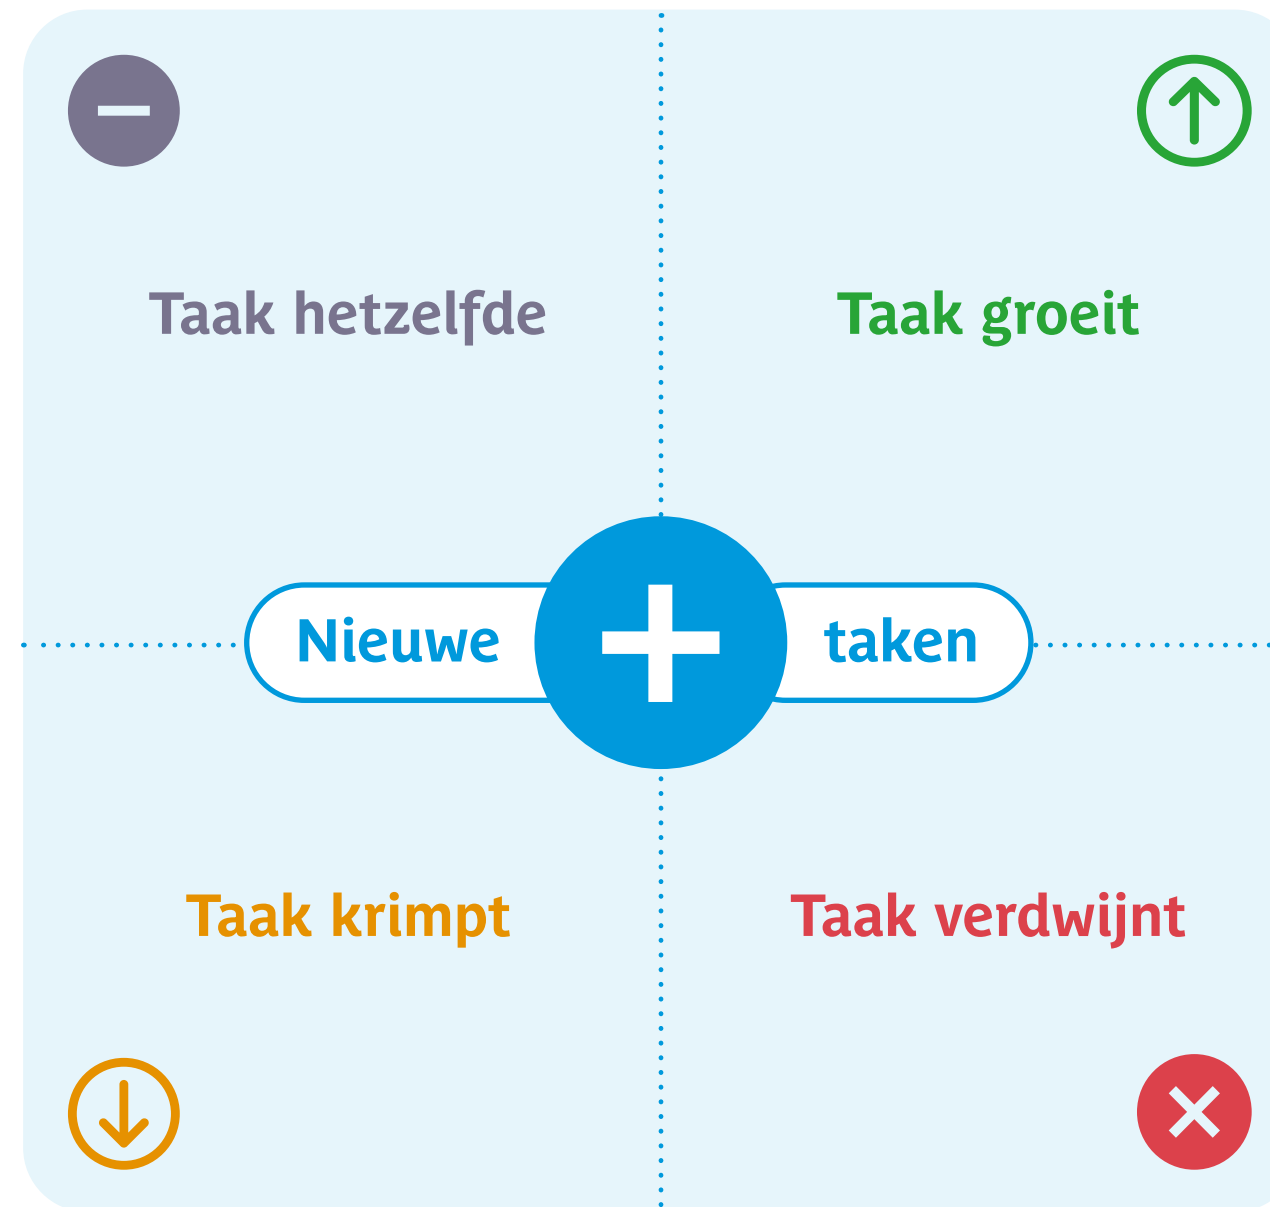 Taak hetzelfde
Taak groeit
Nieuwe taken
Taak krimpt
Taak verdwijnt